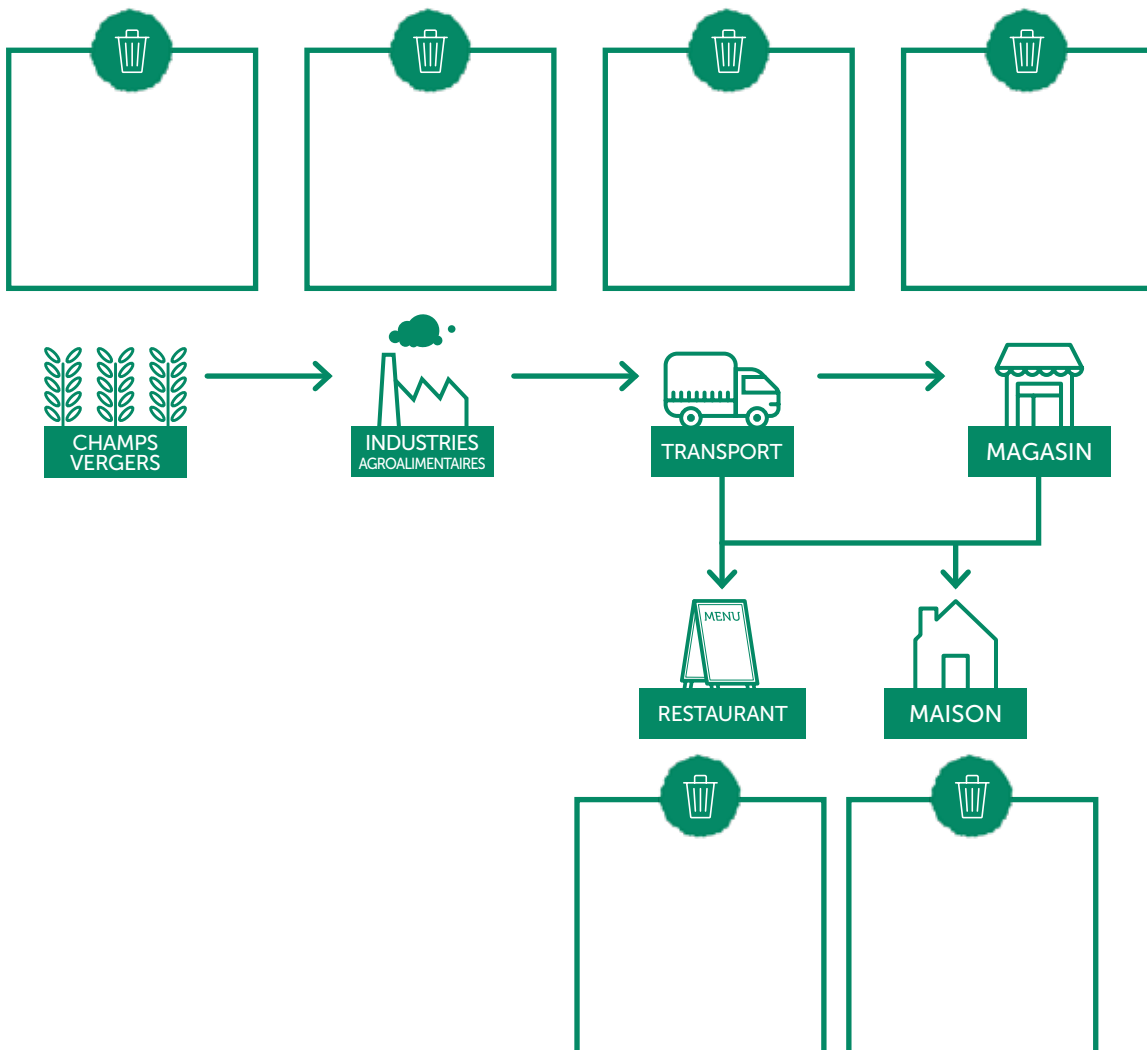 CHAMPS
VERGERS
INDUSTRIES
AGROALIMENTAIRES
TRANSPORT
MAGASIN
MENU
RESTAURANT
MAISON